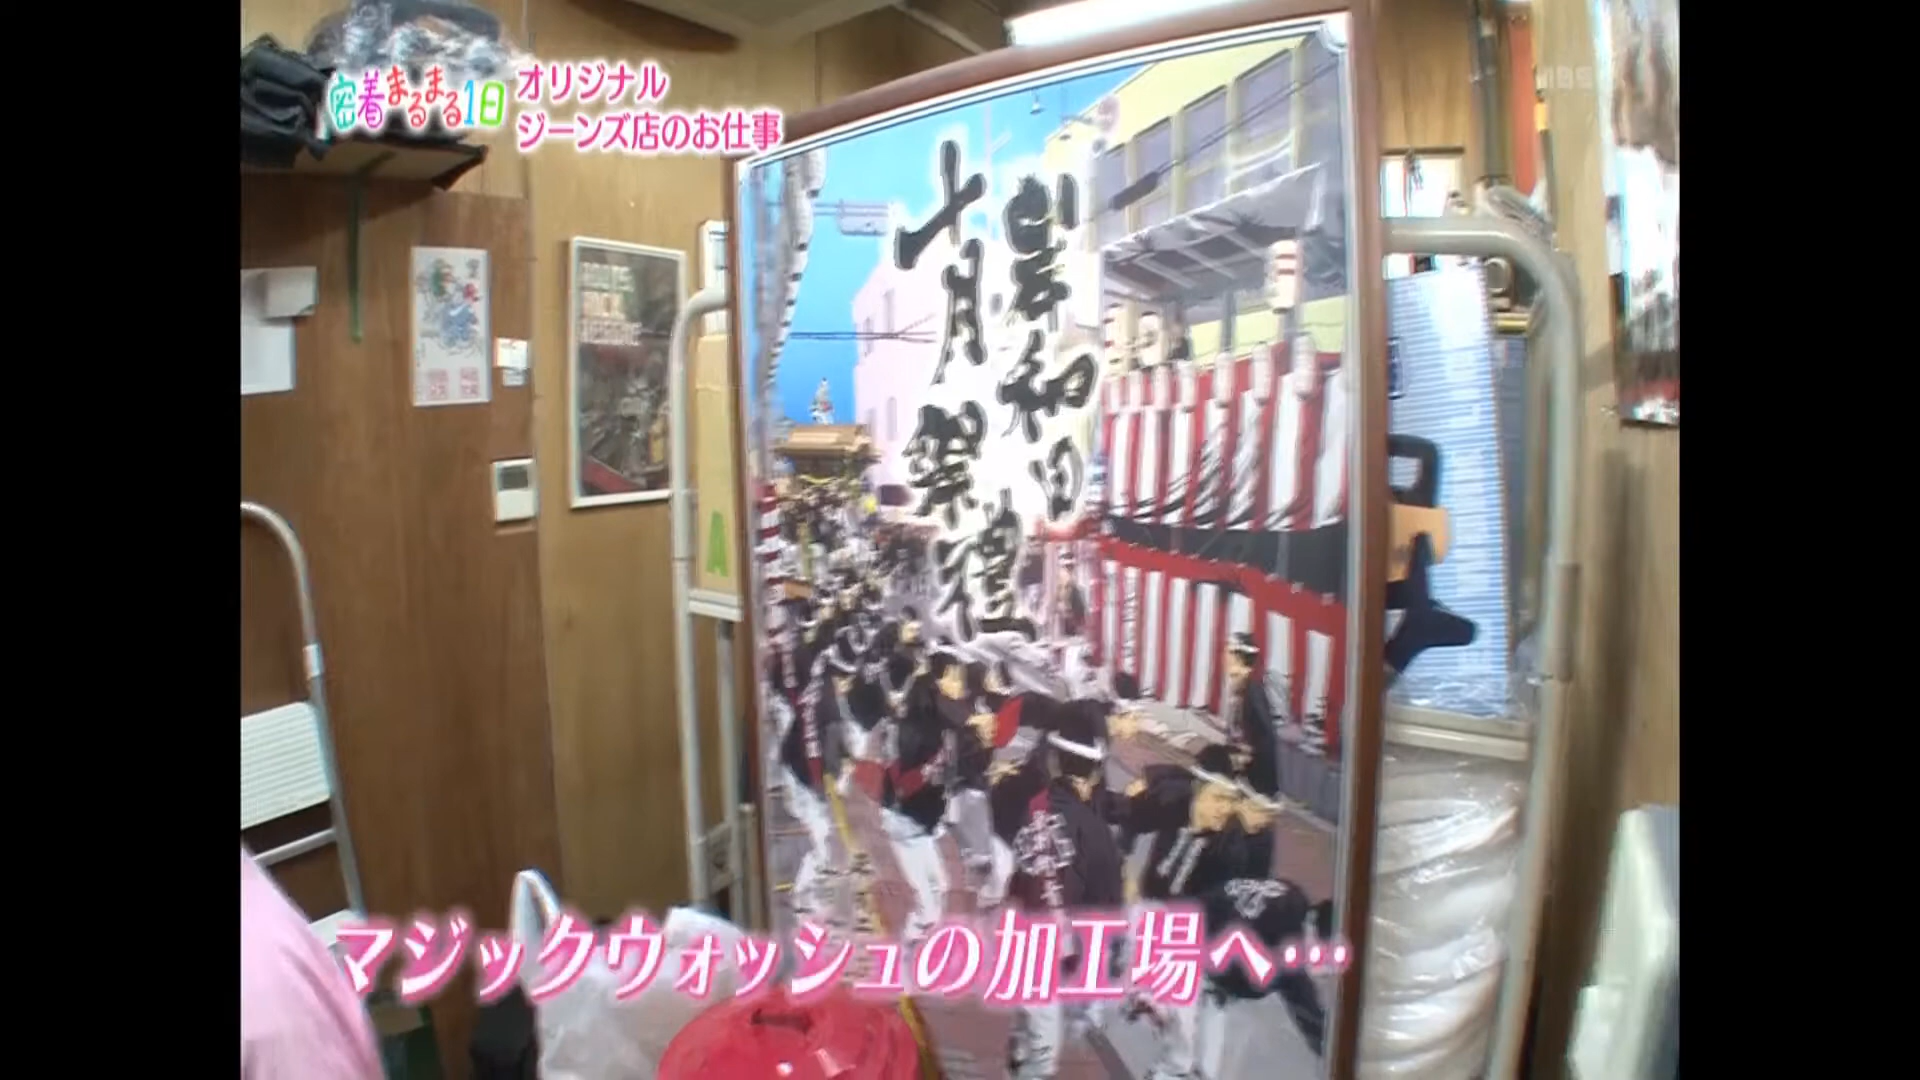 密着まるまる1日
オリジナル
ジーンズ店のお仕事
MBS
岸和田
十月祭禮
A
マジックウォッシュの加工場へ…